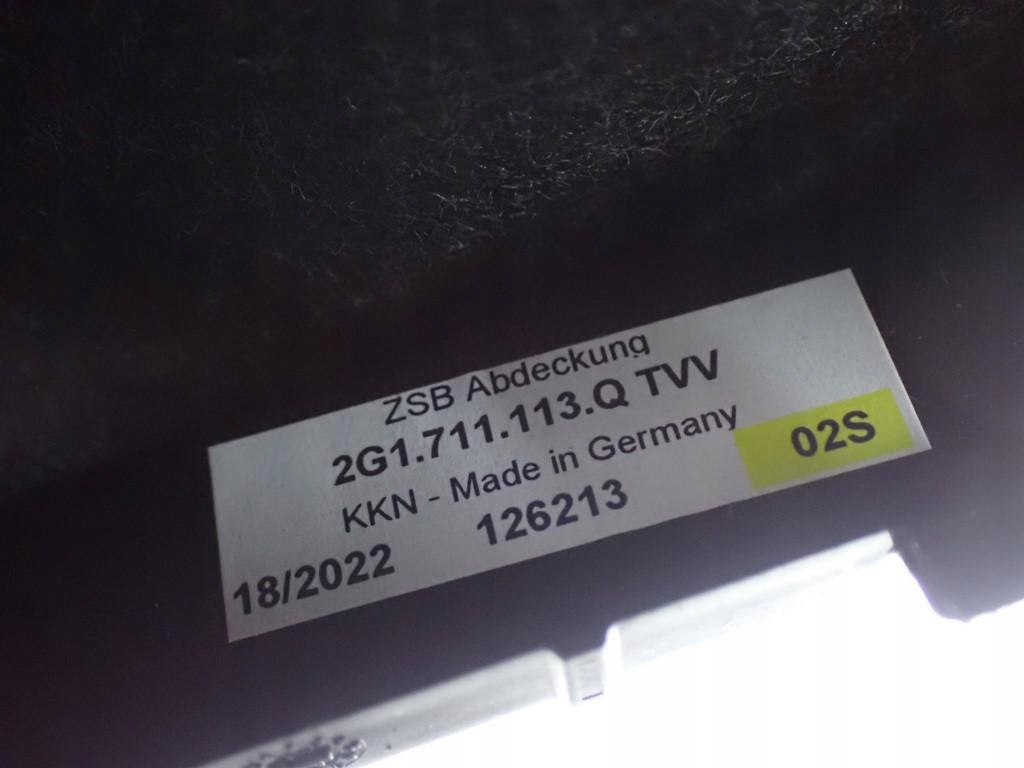 ZSB Abdeckung
2G1.711.113.Q TVV
KKN - Made in Germany
02S
18/2022 126213